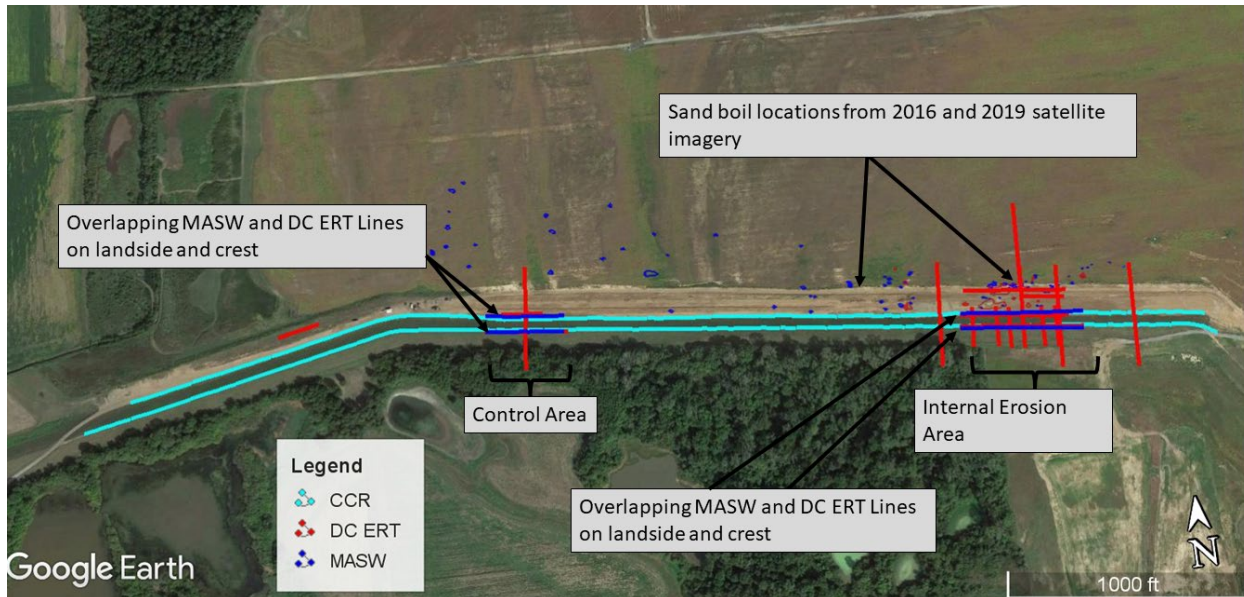 Sand boil locations from 2016 and 2019 satellite
imagery
Overlapping MASW and DC ERT Lines
on landside and crest
Control Area
Internal Erosion
Area
Legend
CCR
DC ERT
MASW
Overlapping MASW and DC ERT Lines
on landside and crest
Google Earth
N
1000 ft